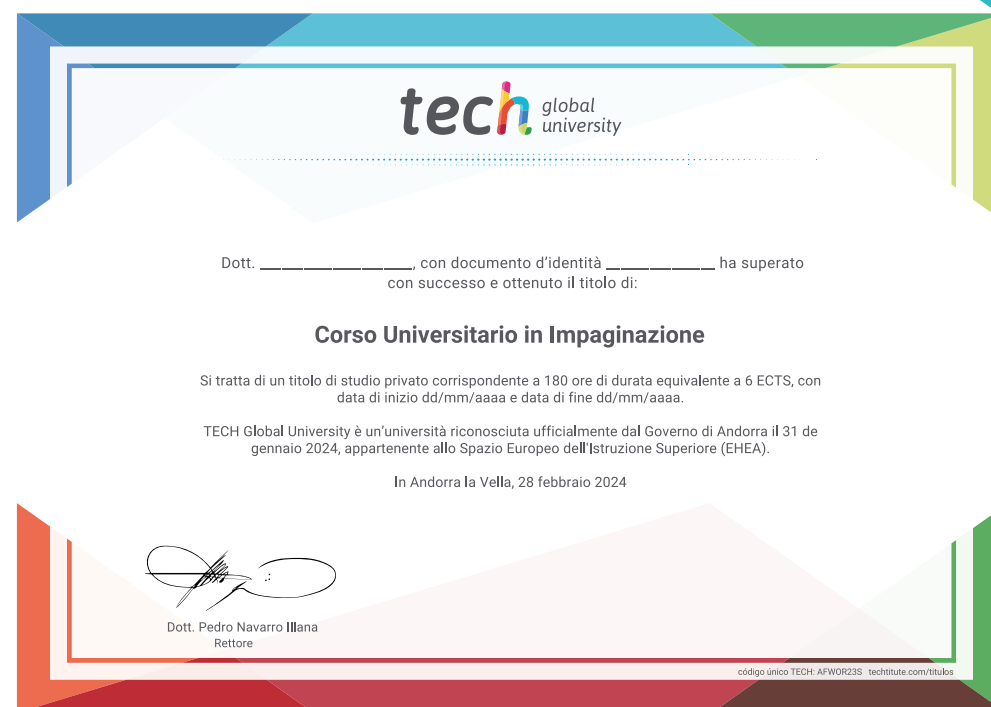 tech global
university
Dott. ____________, con documento d'identità __________ ha superato
con successo e ottenuto il titolo di:
Corso Universitario in Impaginazione
Si tratta di un titolo di studio privato corrispondente a 180 ore di durata equivalente a 6 ECTS, con
data di inizio dd/mm/aaaa e data di fine dd/mm/aaaa.
TECH Global University è un'università riconosciuta ufficialmente dal Governo di Andorra il 31 de
gennaio 2024, appartenente allo Spazio Europeo dell'Istruzione Superiore (EHEA).
In Andorra la Vella, 28 febbraio 2024
Dott. Pedro Navarro Illana
Rettore
código único TECH: AFWOR23S techtitute.com/titulos